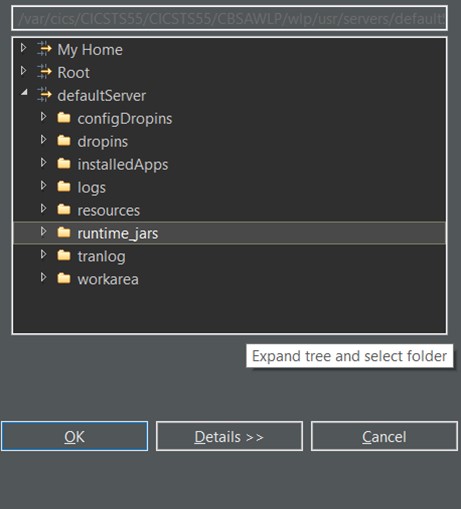 /var/cics/CICSTS55/CICSTS55/CBSAWLP/wlp/usr/servers/defaultS
My Home
Root
defaultServer
configDropins
dropins
installedApps
logs
resources
runtime_jars
tranlog
workarea
Expand tree and select folder
OK
Details >>
Cancel